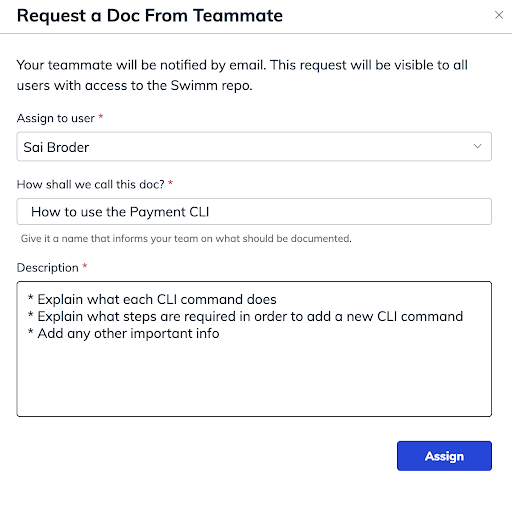 Request a Doc From Teammate
Your teammate will be notified by email. This request will be visible to all
users with access to the Swimm repo.
Assign to user *
Sai Broder
How shall we call this doc? *
How to use the Payment CLI
Give it a name that informs your team on what should be documented.
Description *
* Explain what each CLI command does
* Explain what steps are required in order to add a new CLI command
* Add any other important info
Assign